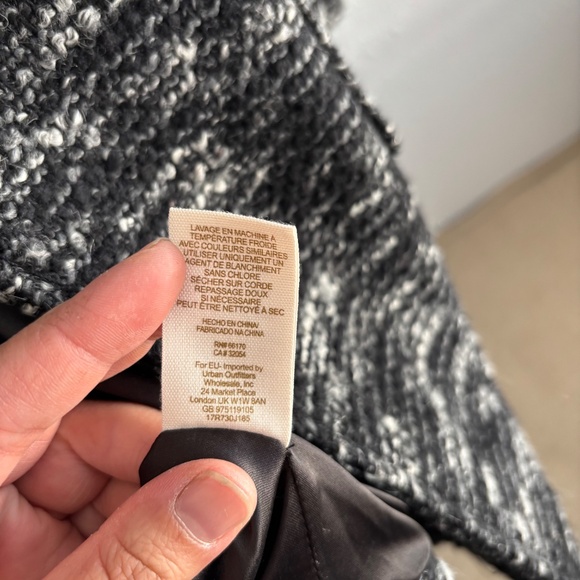 LAVAGE EN MACHINE À
TEMPÉRATURE FROIDE
AVEC COULEURS SIMILAIRES
UTILISER UNIQUEMENT UN
AGENT DE BLANCHIMENT
SANS CHLORE
SÉCHER SUR CORDE
REPASSAGE DOUX
SI NÉCESSAIRE
PEUT ÊTRE NETTOYÉ À SEC
HECHO EN CHINA/
FABRICADO NA CHINA
RN# 66170
CA# 32054
For EU- Imported by
Urban Outfitters
Wholesale, Inc
24 Market Place
London UK W1W 8AN
GB 975119105
17R730J185